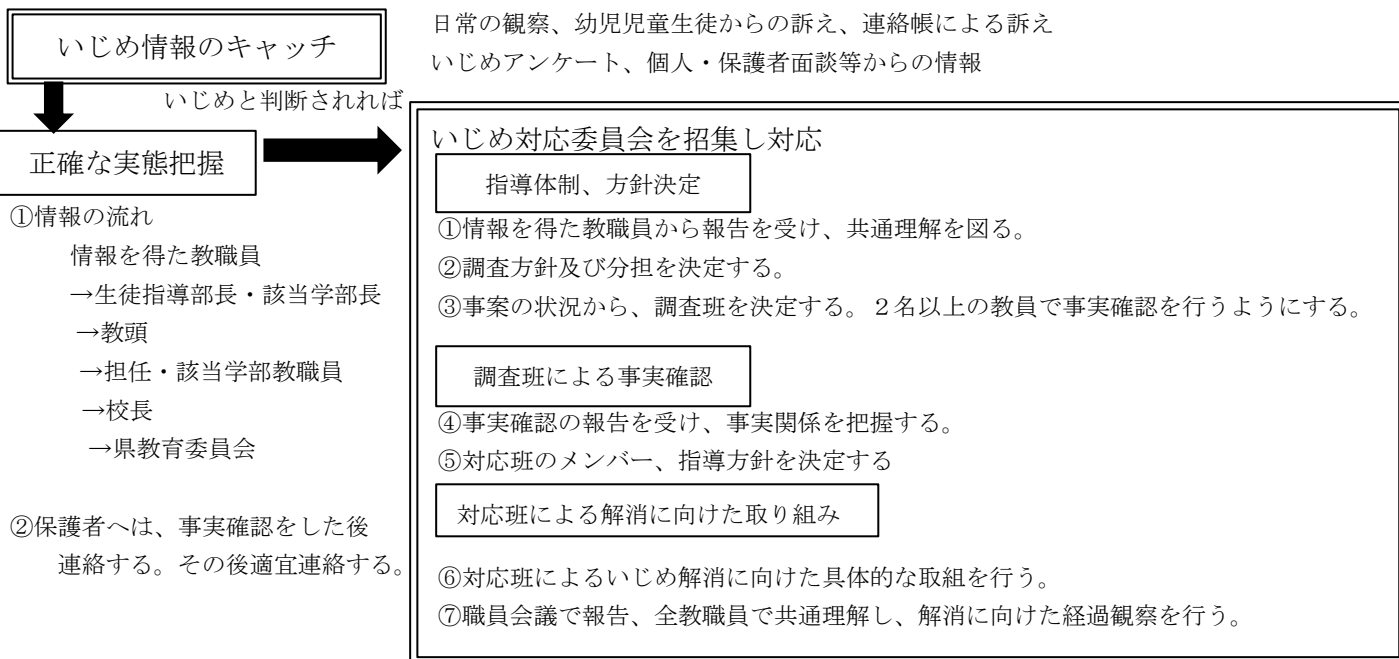 いじめ情報のキャッチ
日常の観察、幼児児童生徒からの訴え、連絡帳による訴え
いじめアンケート、個人・保護者面談等からの情報
いじめと判断されれば
正確な実態把握
①情報の流れ
情報を得た教職員
→生徒指導部長・該当学部長
→教頭
→担任・該当学部教職員
→校長
→県教育委員会
②保護者へは、事実確認をした後
連絡する。その後適宜連絡する。
いじめ対応委員会を招集し対応
指導体制、方針決定
①情報を得た教職員から報告を受け、共通理解を図る。
②調査方針及び分担を決定する。
③事案の状況から、調査班を決定する。２名以上の教員で事実確認を行うようにする。
調査班による事実確認
④事実確認の報告を受け、事実関係を把握する。
⑤対応班のメンバー、指導方針を決定する
対応班による解消に向けた取り組み
⑥対応班によるいじめ解消に向けた具体的な取組を行う。
⑦職員会議で報告、全教職員で共通理解し、解消に向けた経過観察を行う。